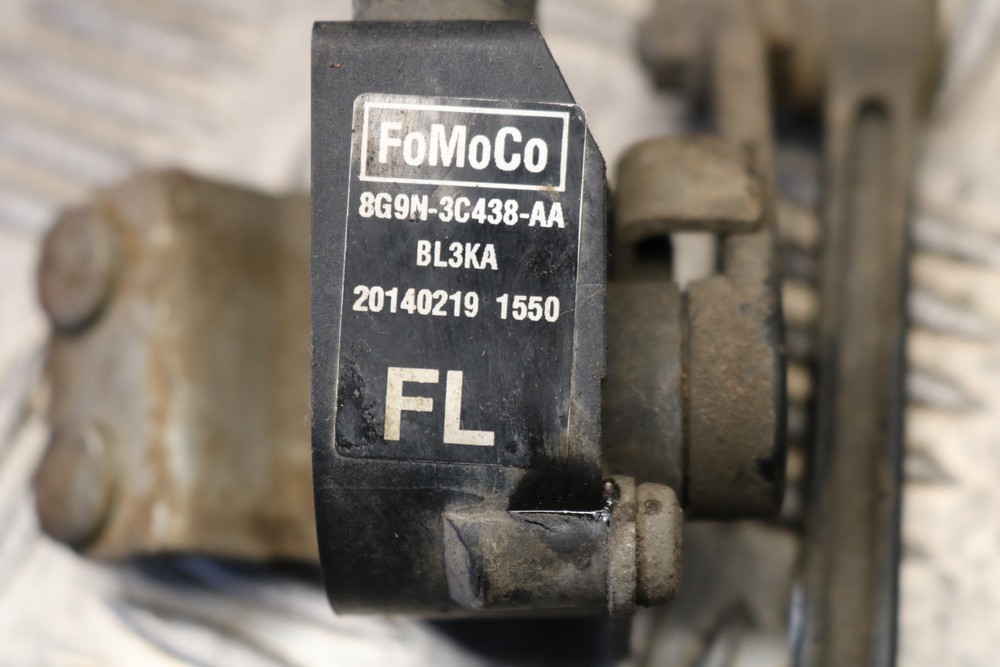 FoMoCo
8G9N-3C438-AA
BL3KA
20140219 1550
FL